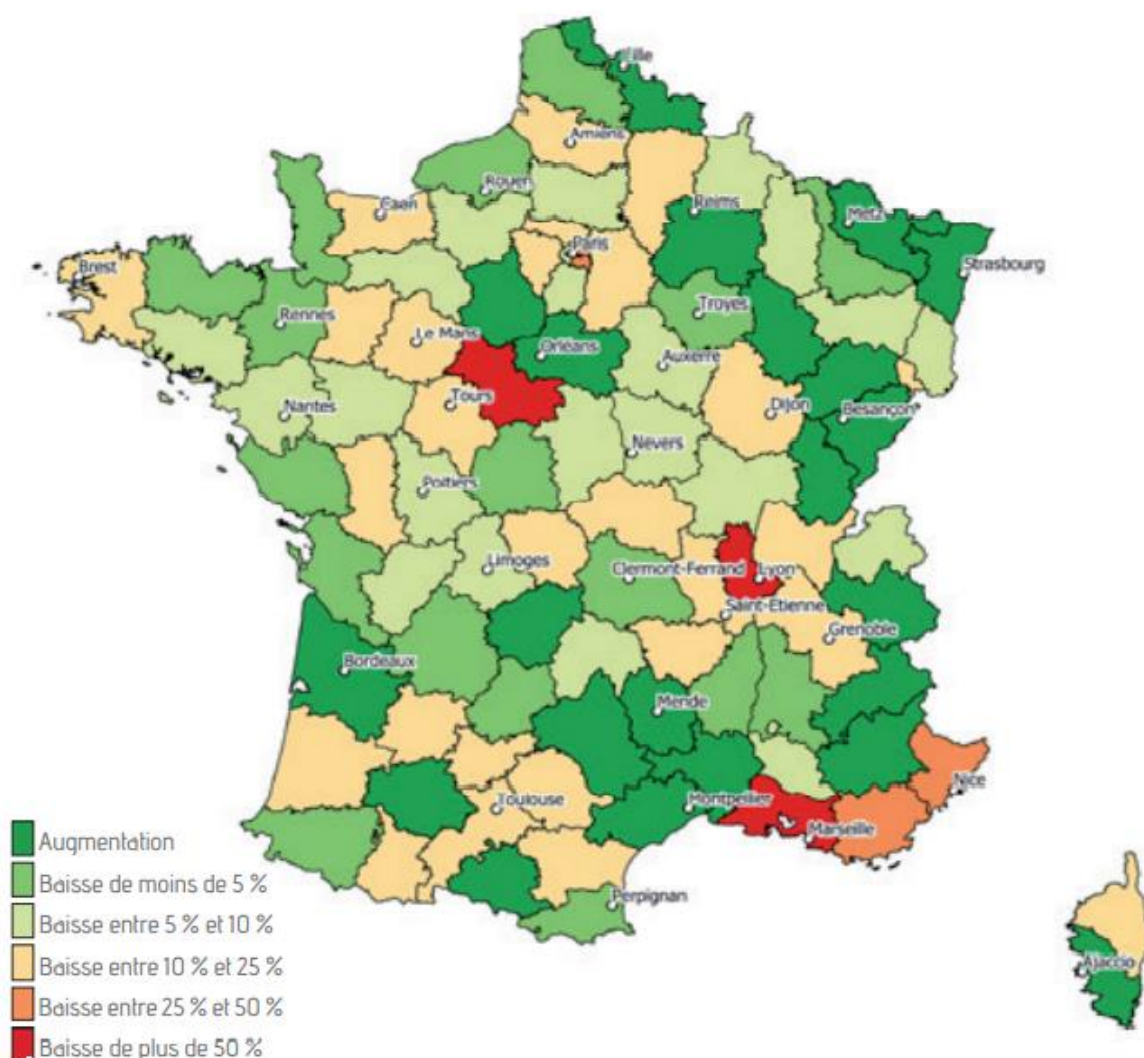 Lille
Amiens
Rouen
Caen
Reims
Metz
Paris
Strasbourg
Brest
Rennes
Troyes
Le Mans
Orléans
Auxerre
Tours
Dijon
Besançon
Nantes
Nevers
Poitiers
Limoges
Clermont-Ferrand
Lyon
Saint-Etienne
Grenoble
Bordeaux
Mende
Nice
Toulouse
Montpellier
Marseille
Perpignan
Ajaccio
Augmentation
Baisse de moins de 5 %
Baisse entre 5 % et 10 %
Baisse entre 10 % et 25 %
Baisse entre 25 % et 50 %
Baisse de plus de 50 %